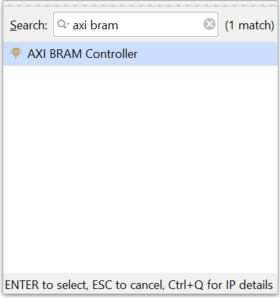 Search: axi bram (1 match)
AXI BRAM Controller
ENTER to select, ESC to cancel, Ctrl+Q for IP details